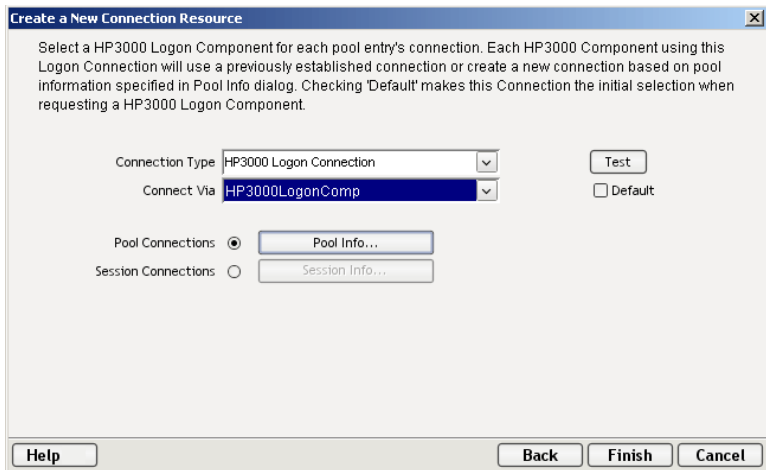 Create a New Connection Resource
Select a HP3000 Logon Component for each pool entry's connection. Each HP3000 Component using this
Logon Connection will use a previously established connection or create a new connection based on pool
information specified in Pool Info dialog. Checking 'Default' makes this Connection the initial selection when
requesting a HP3000 Logon Component.
Connection Type HP3000 Logon Connection Test
Connect Via HP3000LogonComp Default
Pool Connections Pool Info...
Session Connections Session Info...
Help Back Finish Cancel